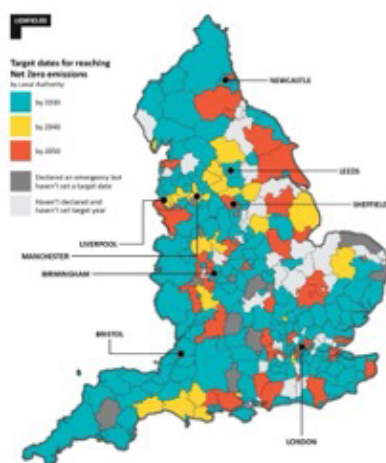 LICHFIELDS
Target dates for reaching
Net Zero emissions
by Local Authority
by 2030
by 2040
by 2050
Declared an emergency but
haven't set a target date
Haven't declared and
haven't set target year
NEWCASTLE
LEEDS
SHEFFIELD
LIVERPOOL
MANCHESTER
BIRMINGHAM
BRISTOL
LONDON